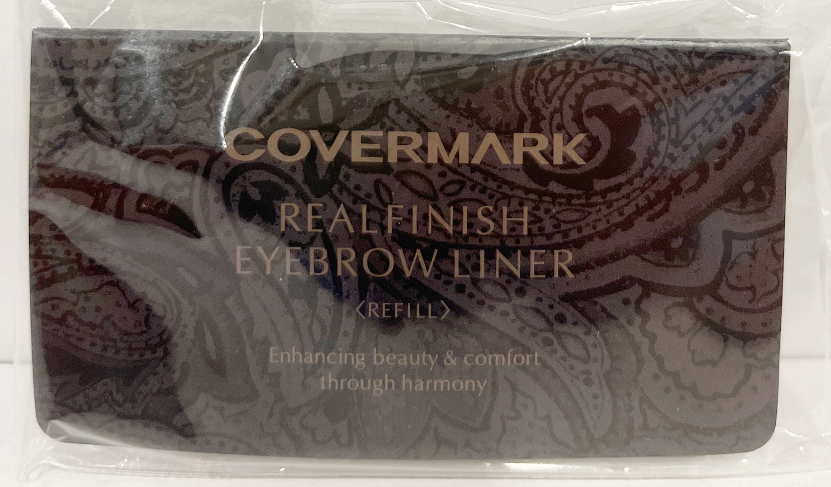 COVERMARK
REALFINISH
EYEBROW LINER
〈REFILL〉
Enhancing beauty & comfort
through harmony